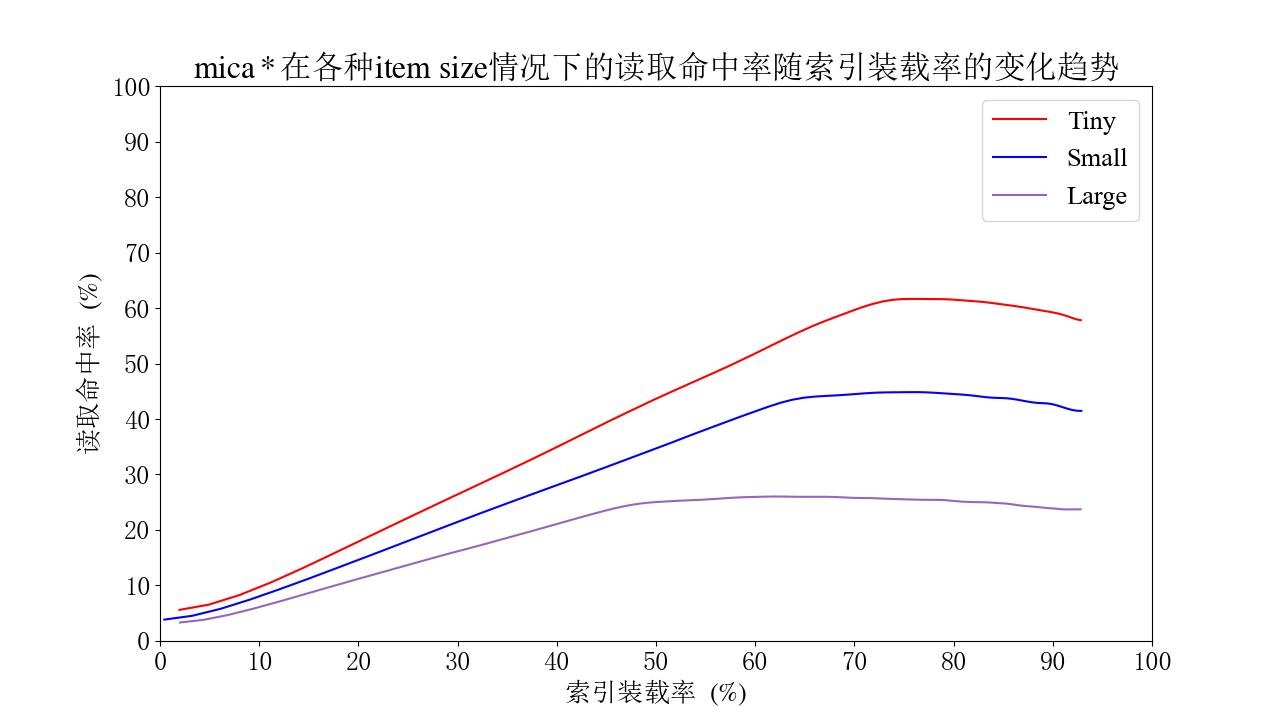 mica*在各种item size情况下的读取命中率随索引装载率的变化趋势
100
90
80
70
60
50
40
30
20
10
0
读取命中率 (%)
Tiny
Small
Large
0 10 20 30 40 50 60 70 80 90 100
索引装载率 (%)